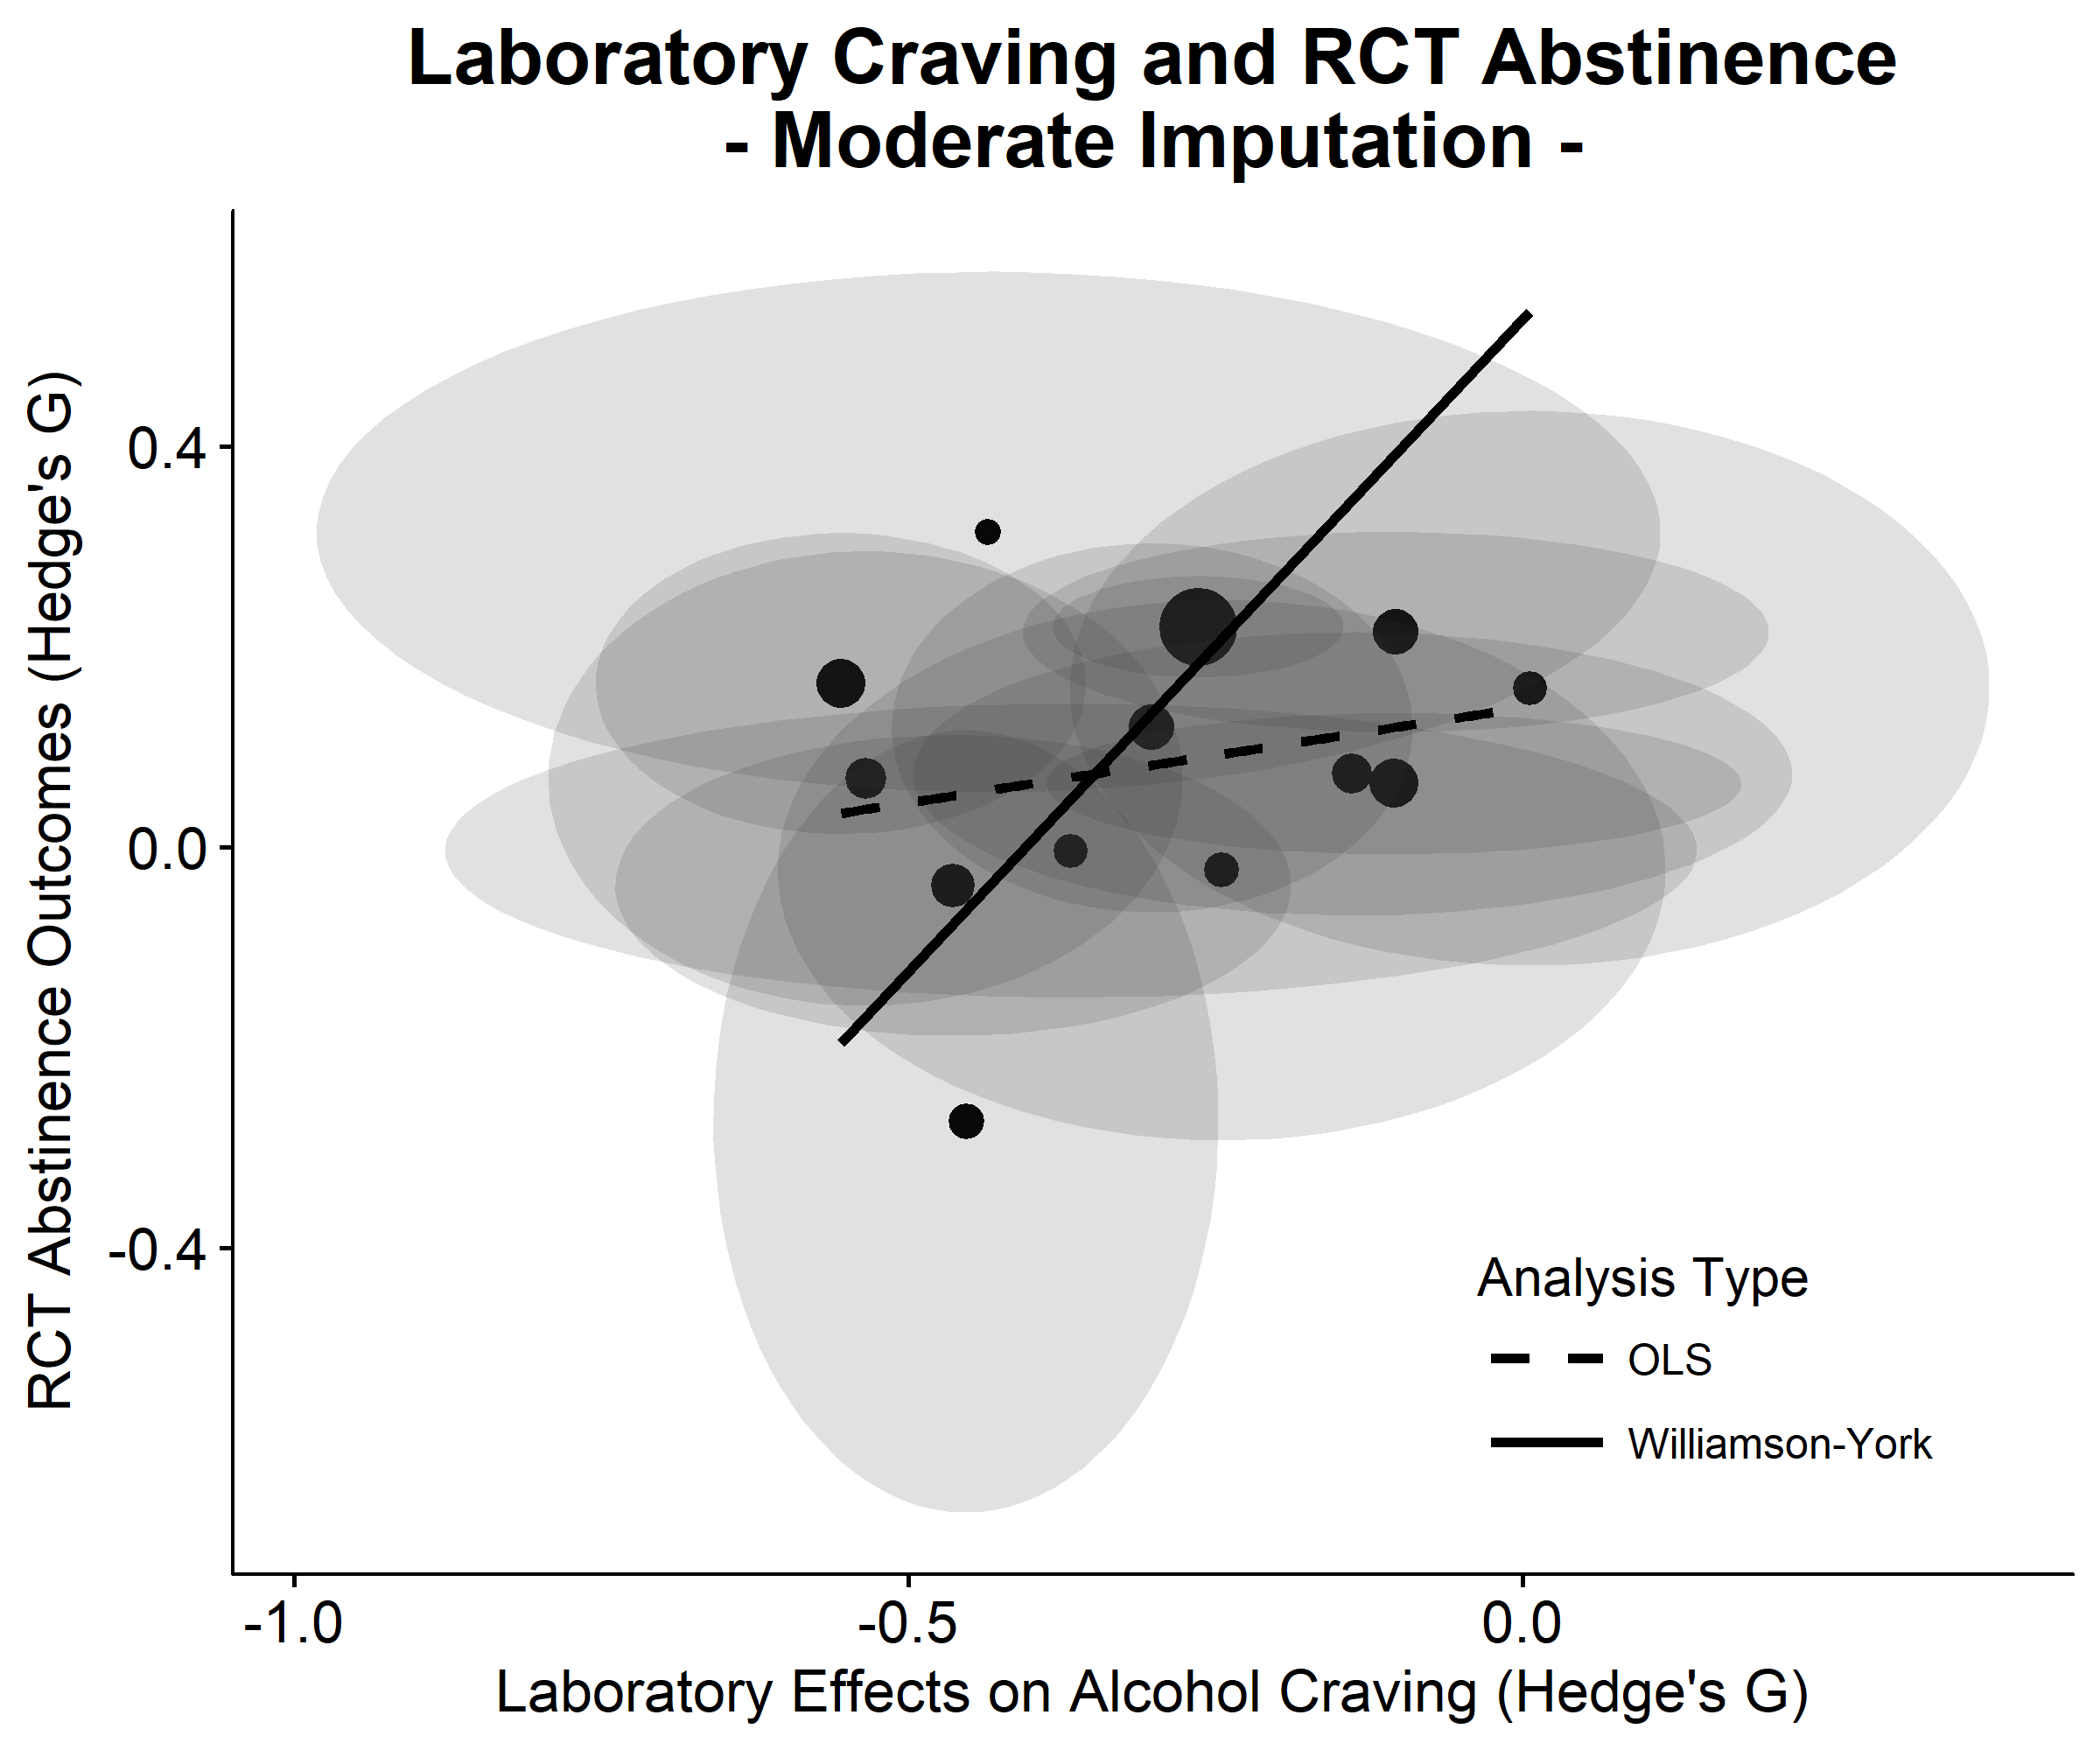 Laboratory Craving and RCT Abstinence
- Moderate Imputation -
RCT Abstinence Outcomes (Hedge's G)
0.4
0.0
-0.4
Analysis Type
OLS
Williamson-York
-1.0
-0.5
0.0
Laboratory Effects on Alcohol Craving (Hedge's G)